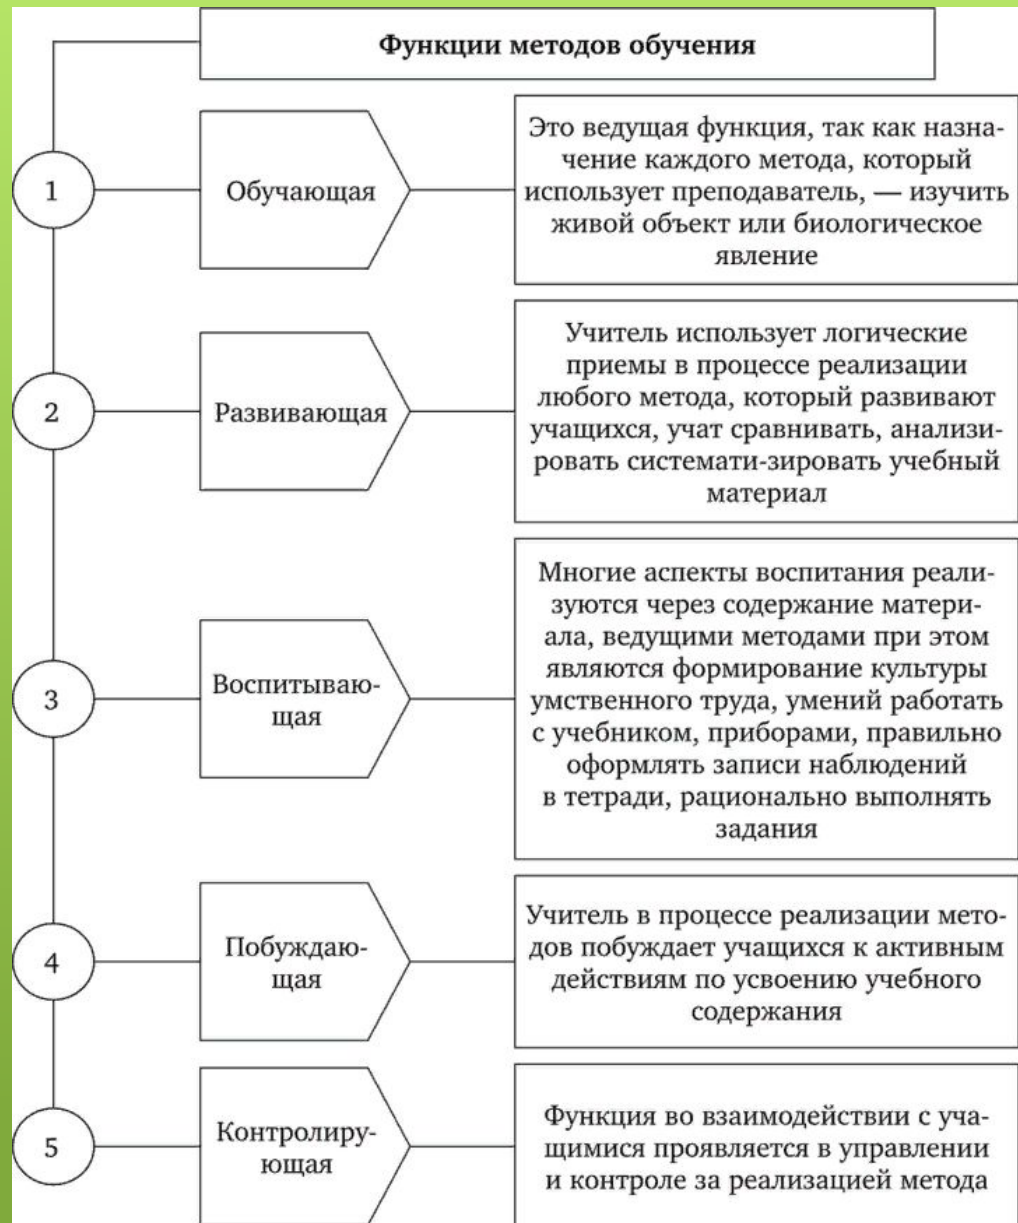 Функции методов обучения
1
Обучающая
Это ведущая функция, так как назна-
чение каждого метода, который
использует преподаватель, — изучить
живой объект или биологическое
явление
2
Развивающая
Учитель использует логические
приемы в процессе реализации
любого метода, который развивают
учащихся, учат сравнивать, анализи-
ровать системати-зировать учебный
материал
3
Воспитываю-
щая
Многие аспекты воспитания реали-
зуются через содержание матери-
ала, ведущими методами при этом
являются формирование культуры
умственного труда, умений работать
с учебником, приборами, правильно
оформлять записи наблюдений
в тетради, рационально выполнять
задания
4
Побуждаю-
щая
Учитель в процессе реализации мето-
дов побуждает учащихся к активным
действиям по усвоению учебного
содержания
5
Контролиру-
ющая
Функция во взаимодействии с уча-
щимися проявляется в управлении
и контроле за реализацией метода